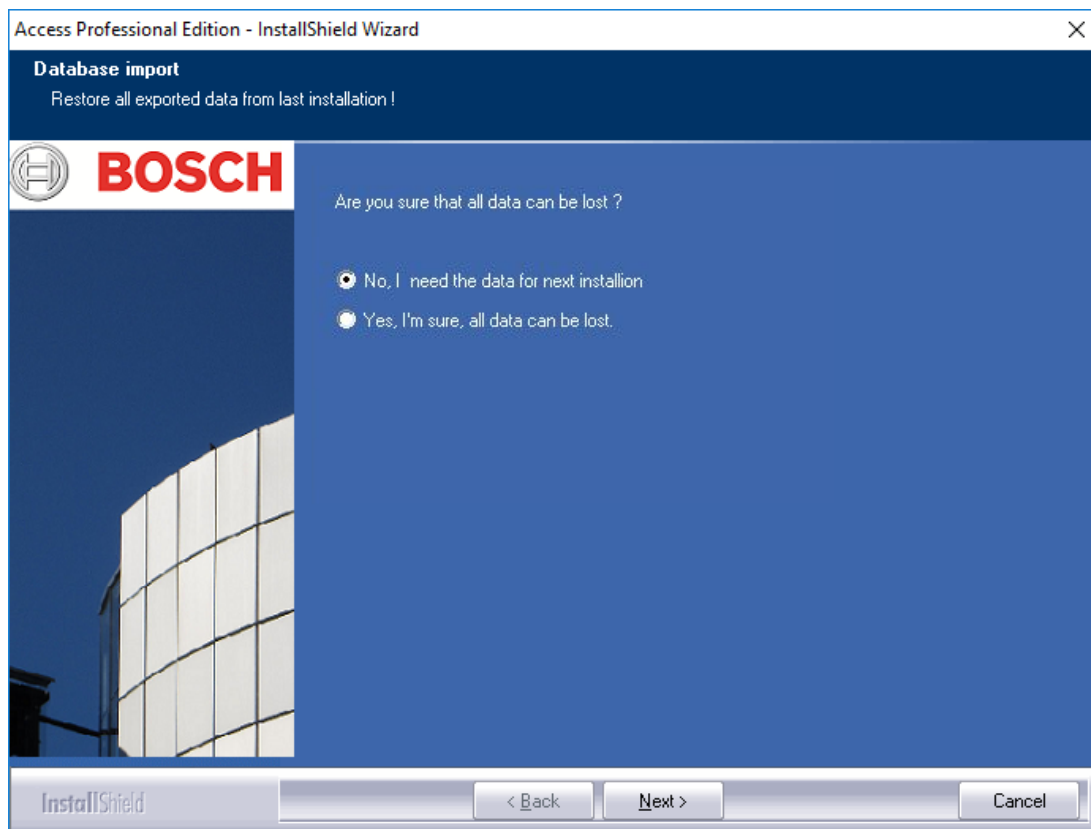 Access Professional Edition - InstallShield Wizard
Database import
Restore all exported data from last installation !
BOSCH
Are you sure that all data can be lost ?
No, I  need the data for next installion
Yes, I'm sure, all data can be lost.
InstallShield
< Back
Next >
Cancel